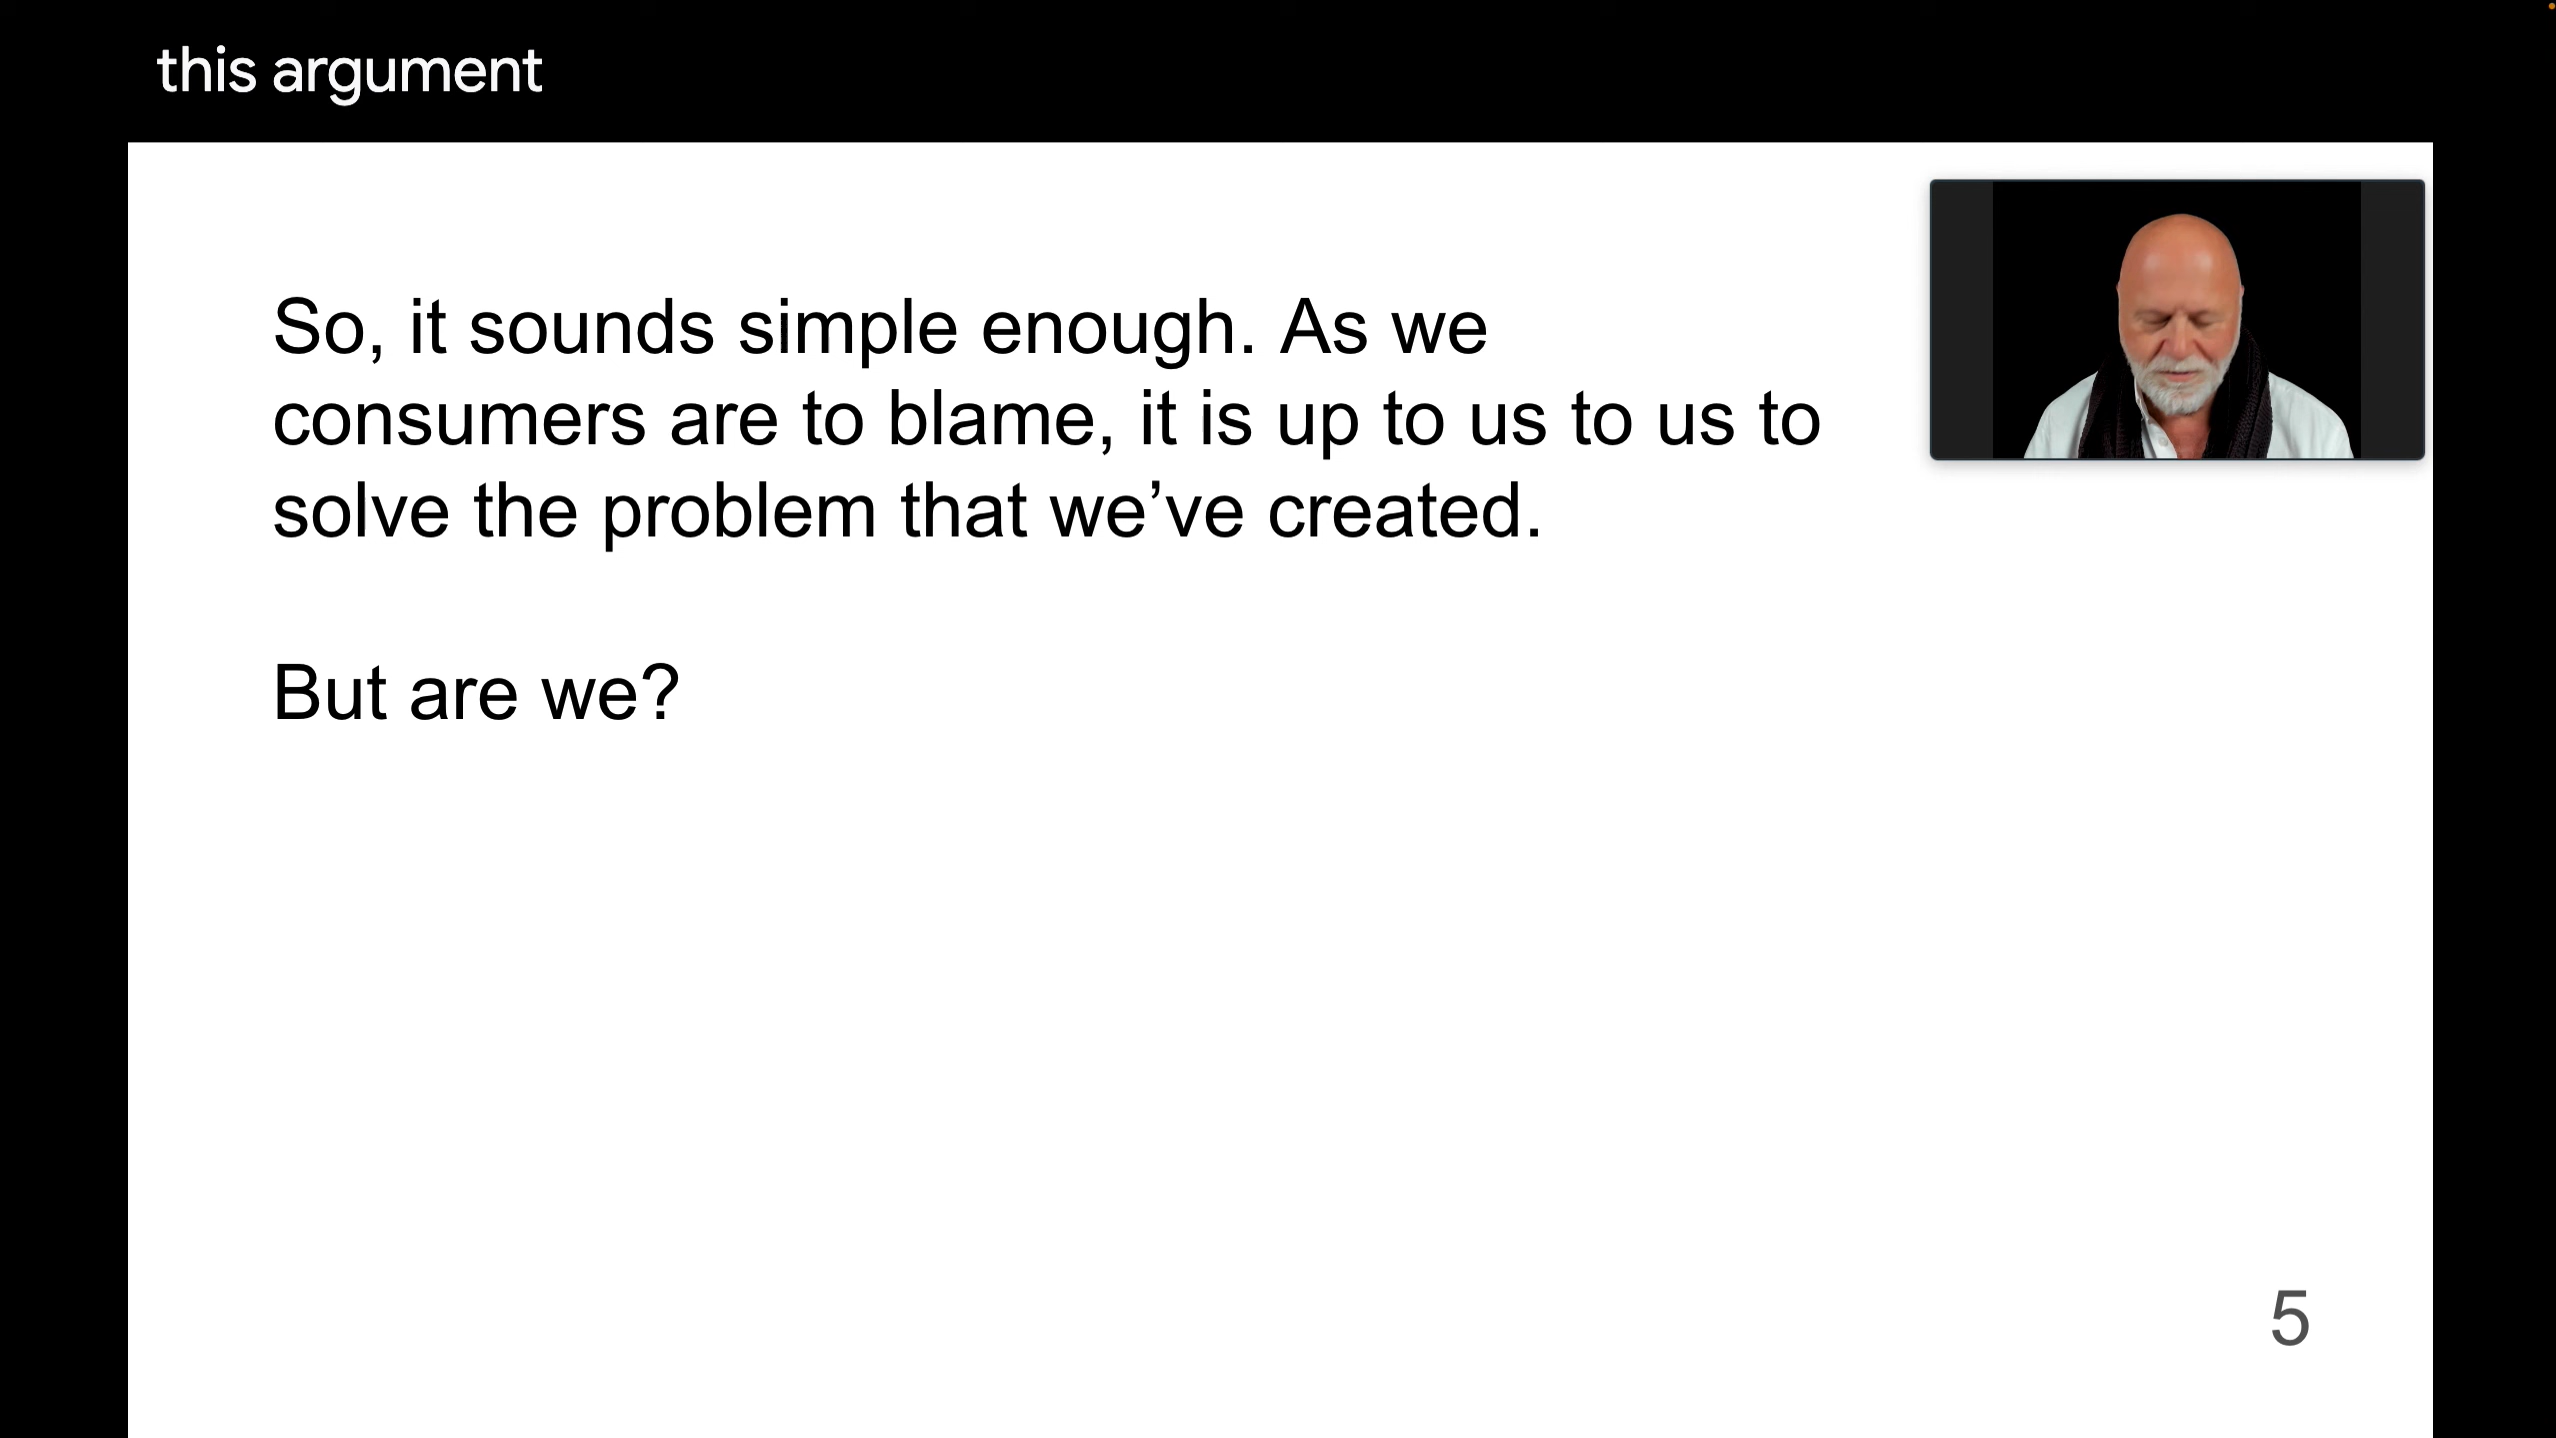 this argument
So, it sounds simple enough. As we
consumers are to blame, it is up to us to us to
solve the problem that we’ve created.
But are we?
5